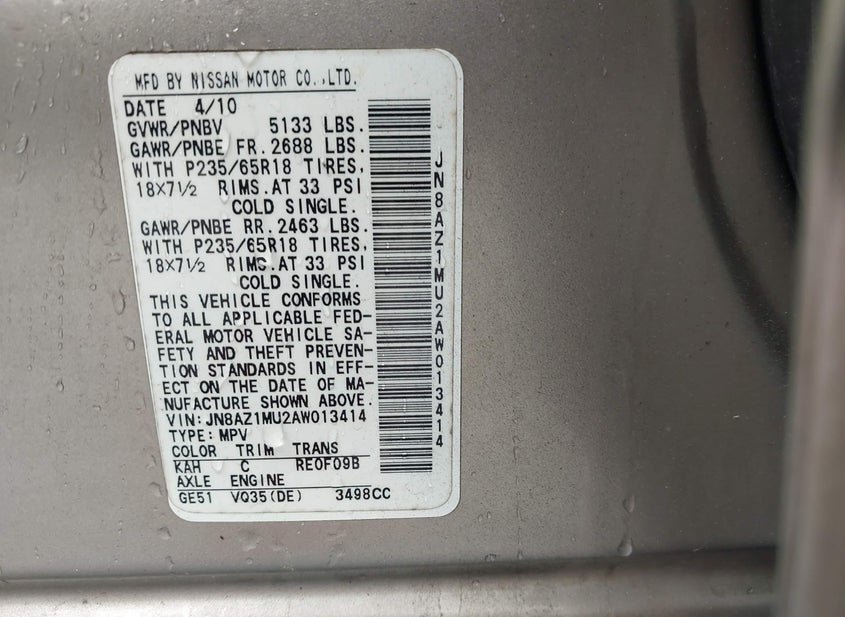 MFD BY NISSAN MOTOR CO.,LTD.
DATE 4/10
GVWR/PNBV 5133 LBS.
GAWR/PNBE FR.2688 LBS.
WITH P235/65R18 TIRES,
18X7½ RIMS.AT 33 PSI
COLD SINGLE.
GAWR/PNBE RR.2463 LBS.
WITH P235/65R18 TIRES,
18X7½ RIMS.AT 33 PSI
COLD SINGLE.
THIS VEHICLE CONFORMS
TO ALL APPLICABLE FED-
ERAL MOTOR VEHICLE SA-
FETY AND THEFT PREVEN-
TION STANDARDS IN EFF-
ECT ON THE DATE OF MA-
NUFACTURE SHOWN ABOVE.
VIN:JN8AZ1MU2AW013414
TYPE:MPV
COLOR TRIM TRANS
KAH C RE0F09B
AXLE ENGINE
GE51 VQ35(DE) 3498CC
JN8AZ1MU2AW013414